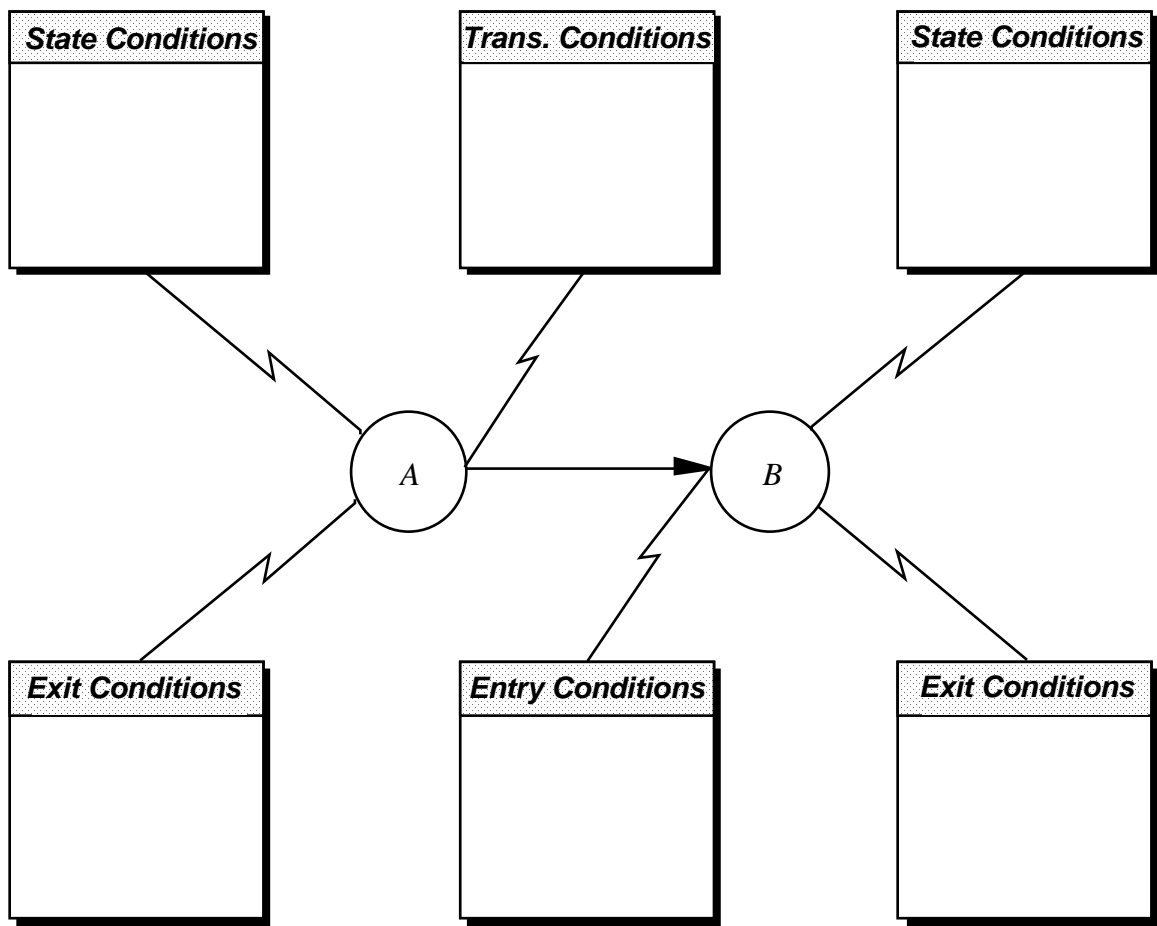 State Conditions
Trans. Conditions
State Conditions
A
B
Exit Conditions
Entry Conditions
Exit Conditions